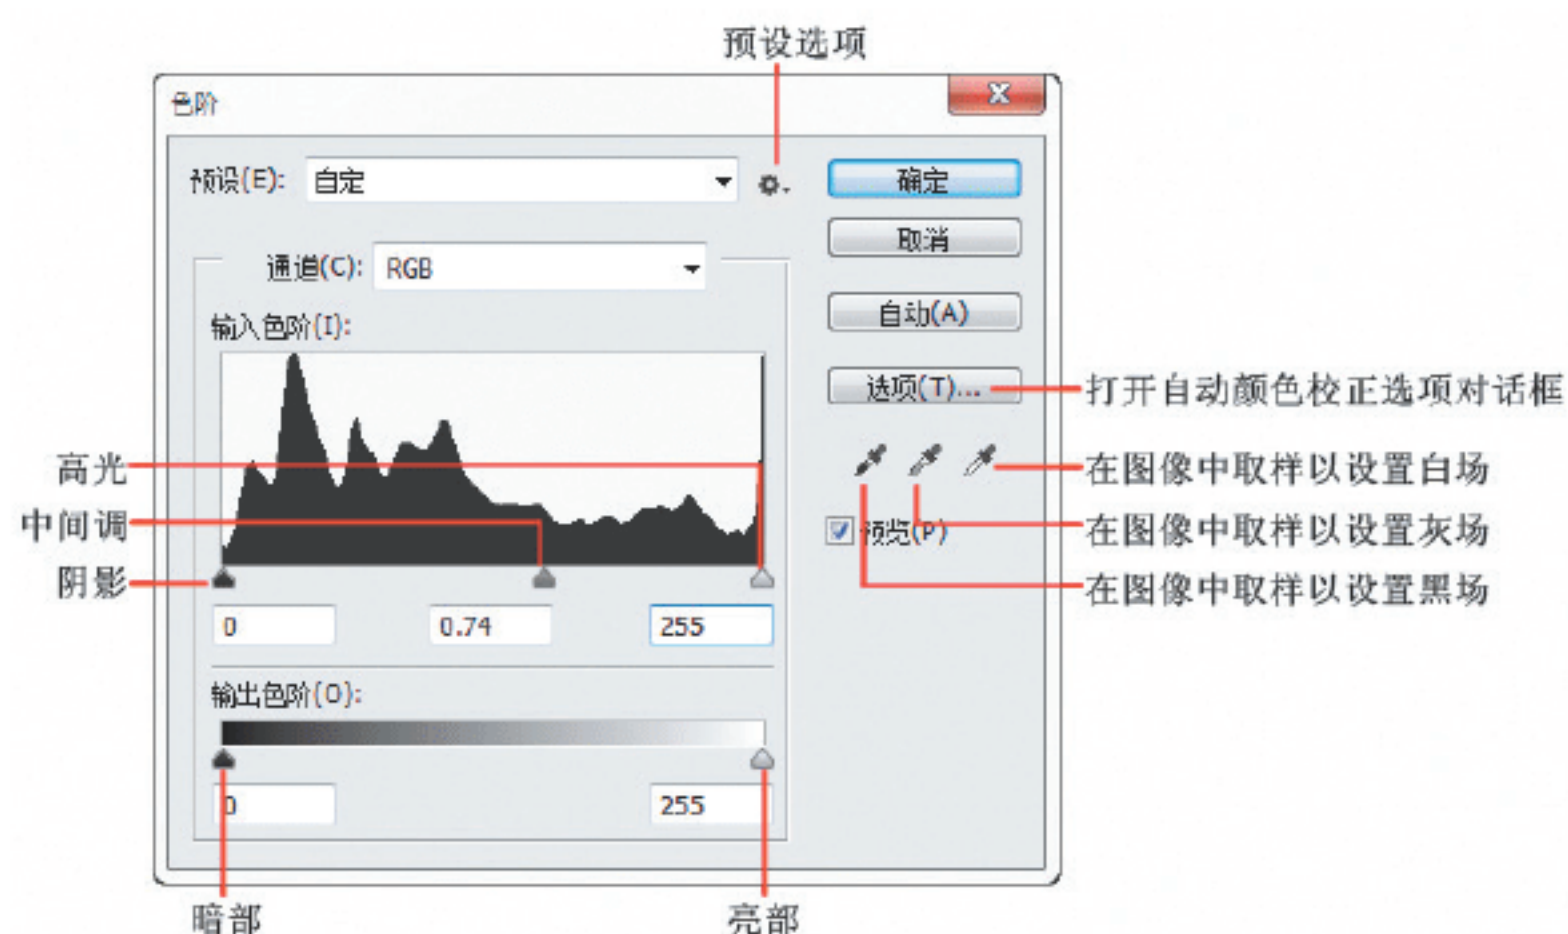 预设选项
色阶
预设(E): 自定
确定
取消
通道(C): RGB
自动(A)
输入色阶(I):
选项(T)...
打开自动颜色校正选项对话框
高光
在图像中取样以设置白场
中间调
预览(P)
在图像中取样以设置灰场
阴影
在图像中取样以设置黑场
0 0.74 255
输出色阶(O):
0 255
暗部 亮部